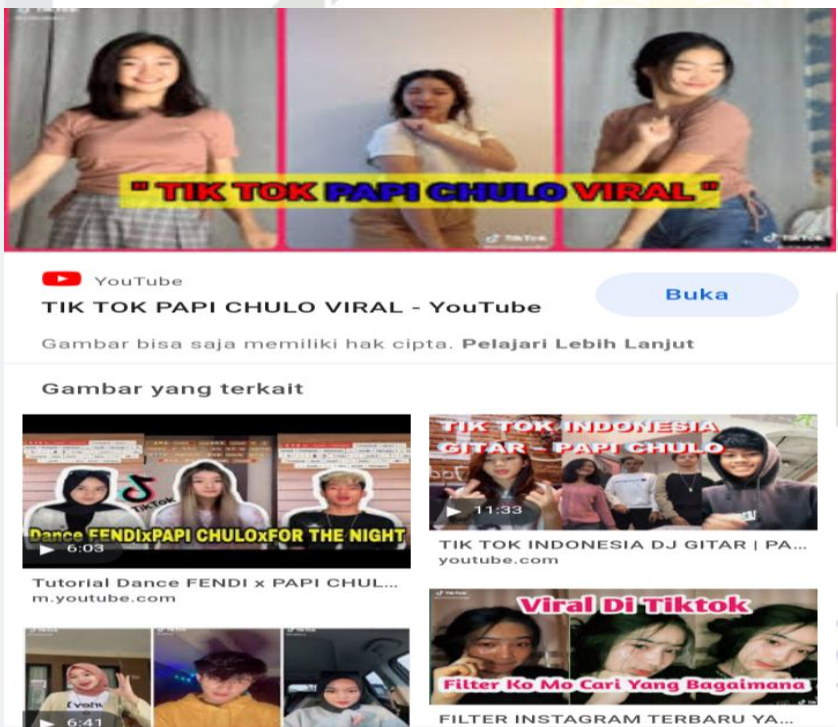 " TIK TOK PAPI CHULO VIRAL "
TikTok
TikTok
YouTube
TIK TOK PAPI CHULO VIRAL - YouTube
Buka
Gambar bisa saja memiliki hak cipta. Pelajari Lebih Lanjut
Gambar yang terkait
TikTok
Dance FENDIxPAPI CHULOxFOR THE NIGHT
6:03
Tutorial Dance FENDI x PAPI CHUL...
m.youtube.com
TIK TOK INDONESIA
GITAR - PAPI CHULO
11:33
TIK TOK INDONESIA DJ GITAR | PA...
youtube.com
6:41
Viral Di Tiktok
Filter Ko Mo Cari Yang Bagaimana
FILTER INSTAGRAM TERBARU YA...